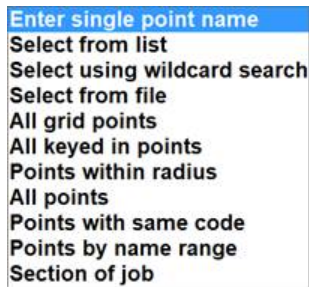 Enter single point name
Select from list
Select using wildcard search
Select from file
All grid points
All keyed in points
Points within radius
All points
Points with same code
Points by name range
Section of job